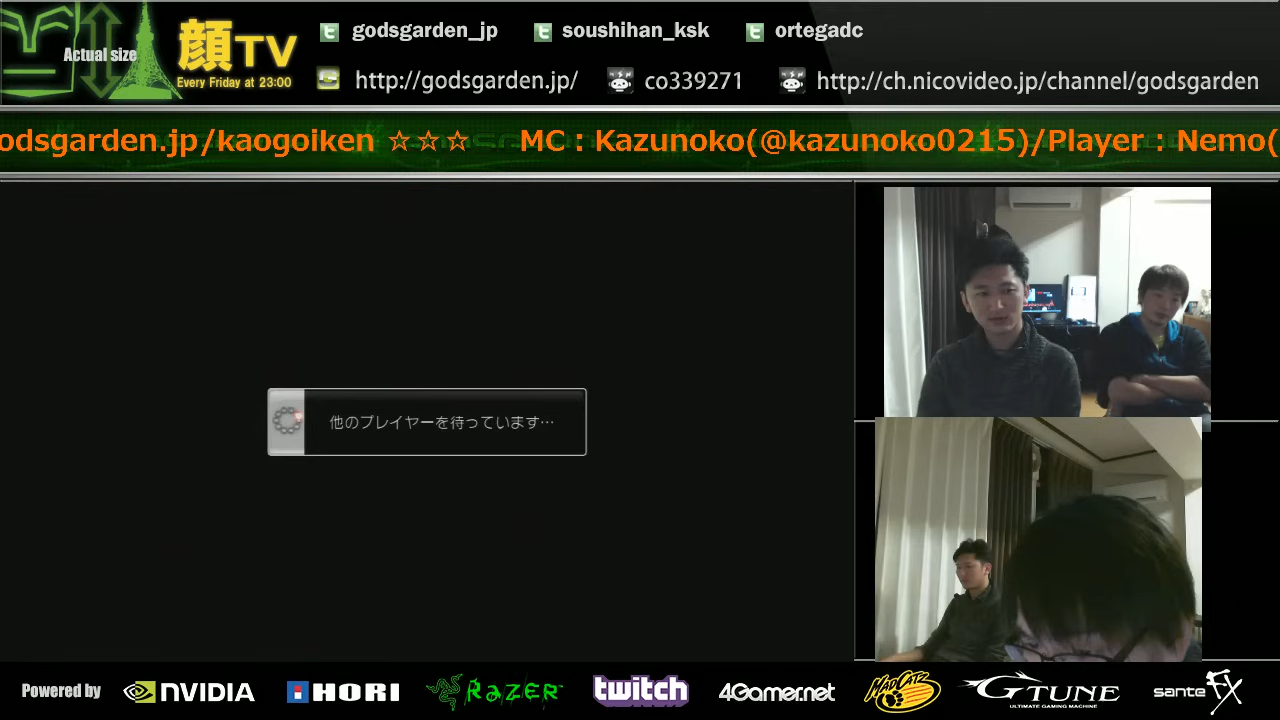 Actual size
顔TV
Every Friday at 23:00
godsgarden_jp
soushihan_ksk
ortegadc
http://godsgarden.jp/
co339271
http://ch.nicovideo.jp/channel/godsgarden
odsgarden.jp/kaogoiken ☆☆☆ MC : Kazunoko(@kazunoko0215)/Player : Nemo(
他のプレイヤーを待っています…
Powered by
NVIDIA
HORI
RAZER
twitch
4Gamer.net
MAD CATZ
G TUNE
ULTIMATE GAMING MACHINE
sante FX